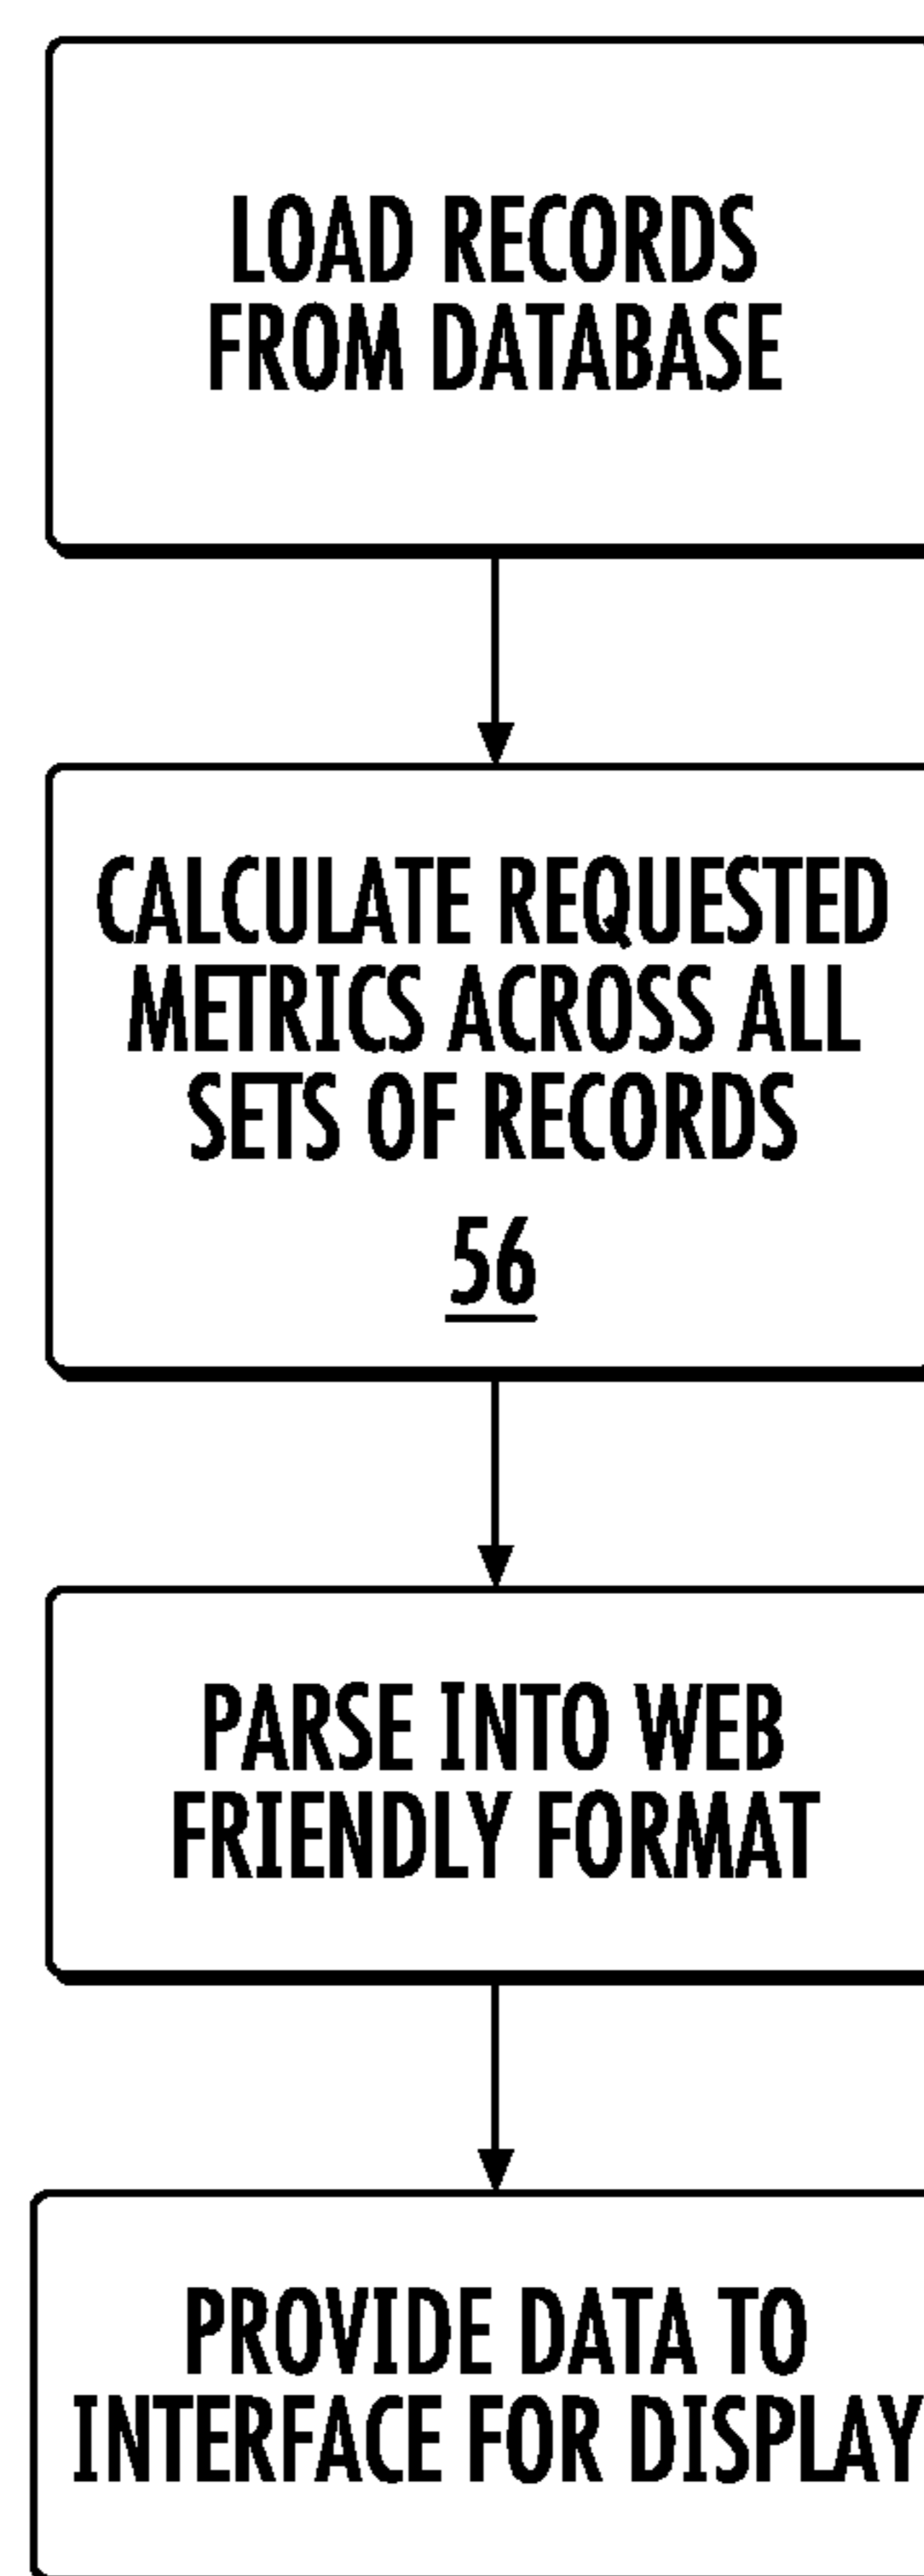 LOAD RECORDS
FROM DATABASE
CALCULATE REQUESTED
METRICS ACROSS ALL
SETS OF RECORDS
56
PARSE INTO WEB
FRIENDLY FORMAT
PROVIDE DATA TO
INTERFACE FOR DISPLAY